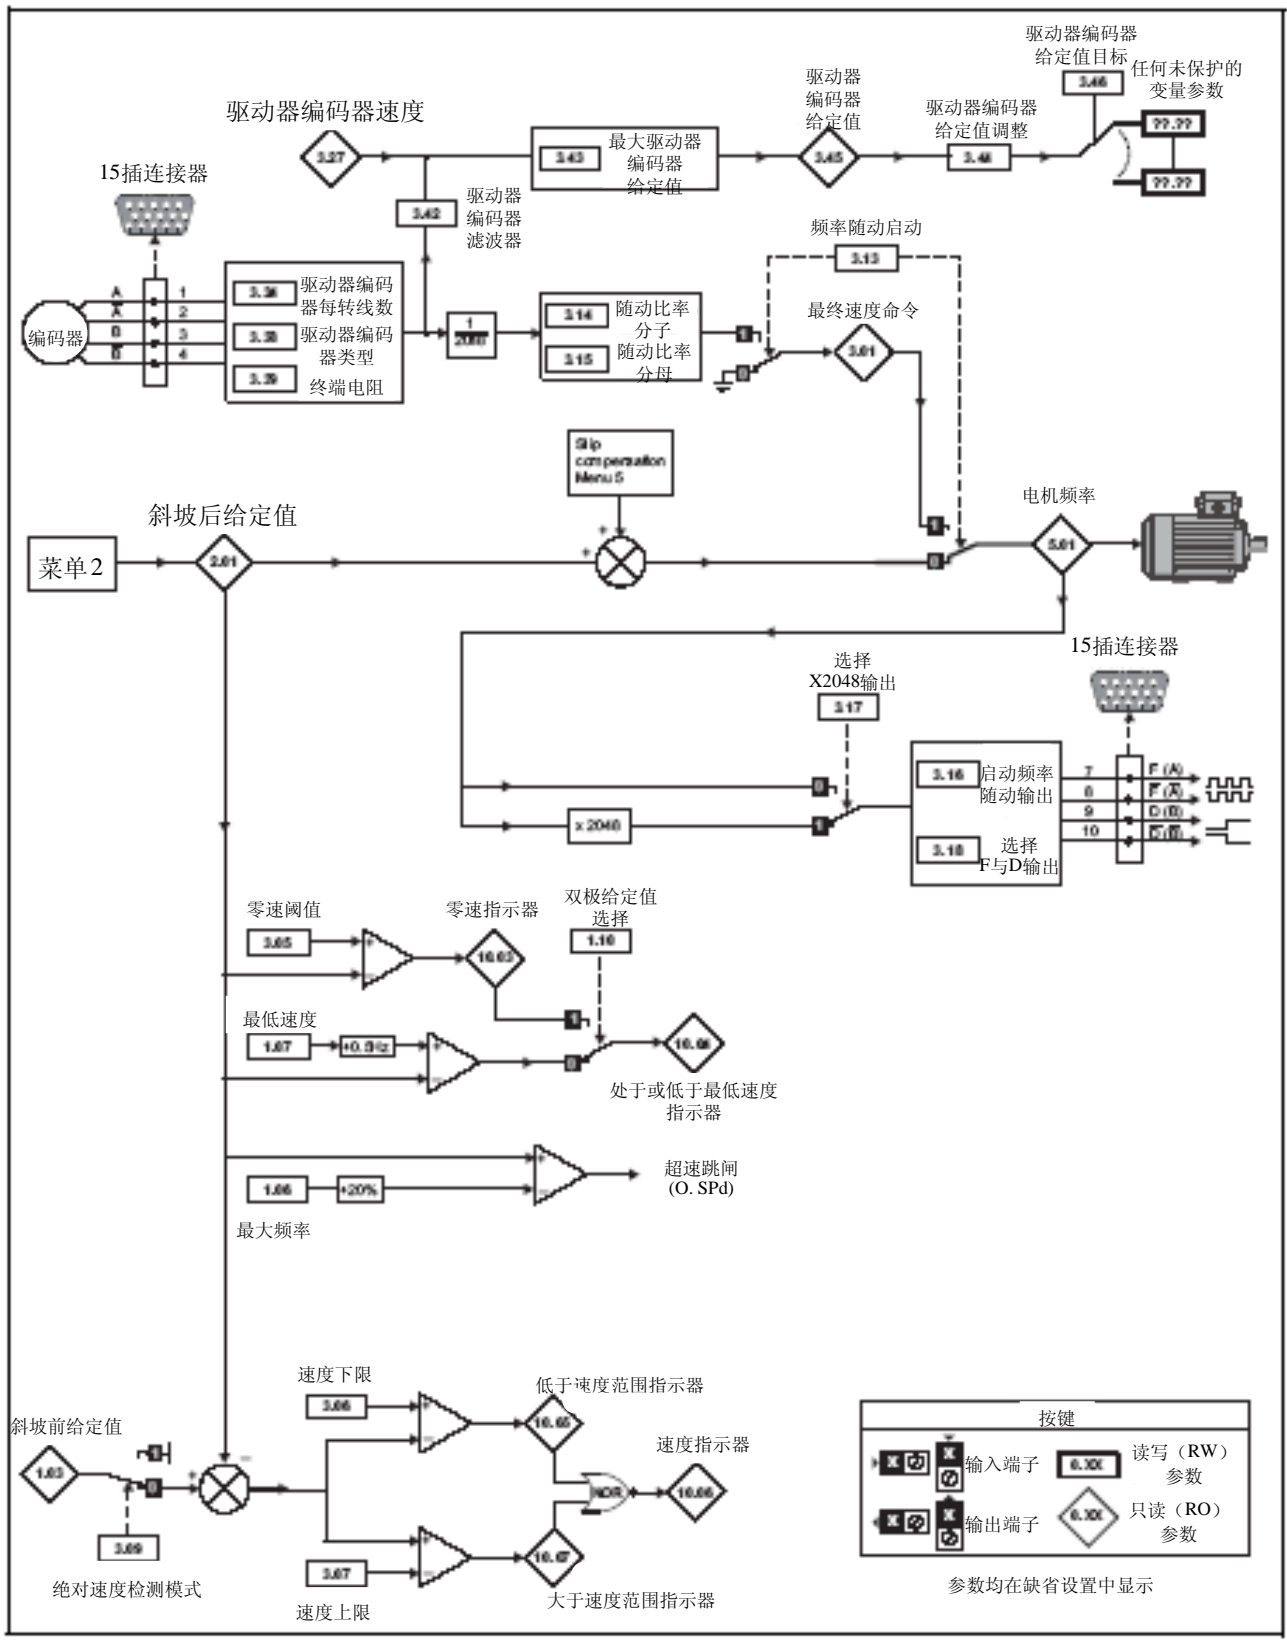 驱动器编码器
给定值目标
3.46
任何未保护的
变量参数
??.??
??.??
驱动器
编码器
给定值
3.45
驱动器编码器
给定值调整
3.44
驱动器编码器速度
3.27
3.43
最大驱动器
编码器
给定值
15插连接器
3.42
驱动器
编码器
滤波器
频率随动启动
3.13
编码器
A
A
B
B
1
2
3
4
3.34
驱动器编码
器每转线数
3.38
驱动器编码
器类型
3.39
终端电阻
1
2048
3.14
随动比率
分子
3.15
随动比率
分母
1
0
最终速度命令
3.01
Slip
compensation
Menu 5
斜坡后给定值
菜单2
2.01
+
+
1
0
电机频率
5.01
15插连接器
选择
X2048输出
3.17
0
x 2048
1
3.16
启动频率
随动输出
3.18
选择
F与D输出
7
8
9
10
F (A)
F (A)
D (B)
D (B)
零速阈值
3.05
+
−
零速指示器
10.03
双极给定值
选择
1.10
最低速度
1.07
+0.5Hz
+
−
1
0
10.04
处于或低于最低速度
指示器
1.06
+20%
+
−
超速跳闸
(O. SPd)
最大频率
速度下限
3.06
+
−
低于速度范围指示器
10.05
斜坡前给定值
1.03
1
0
+
−
3.09
绝对速度检测模式
NOR
速度指示器
10.06
3.07
速度上限
+
−
10.07
大于速度范围指示器
按键
X
X
输入端子
0.XX
读写（RW）
参数
X
X
输出端子
0.XX
只读（RO）
参数
参数均在缺省设置中显示